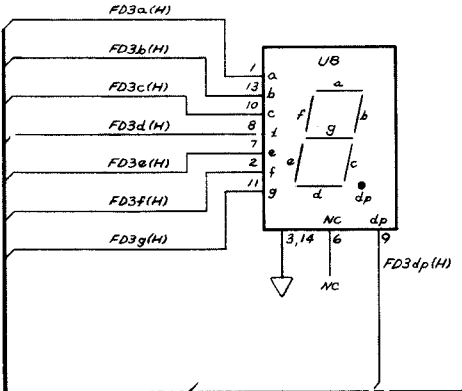 FD3a(H)
FD3b(H)
FD3c(H)
FD3d(H)
FD3e(H)
FD3f(H)
FD3g(H)
1
13
10
8
7
2
11
a
b
c
d
e
f
g
U8
a
f
b
g
e
c
d
dp
NC
dp
3,14
6
9
NC
FD3dp(H)